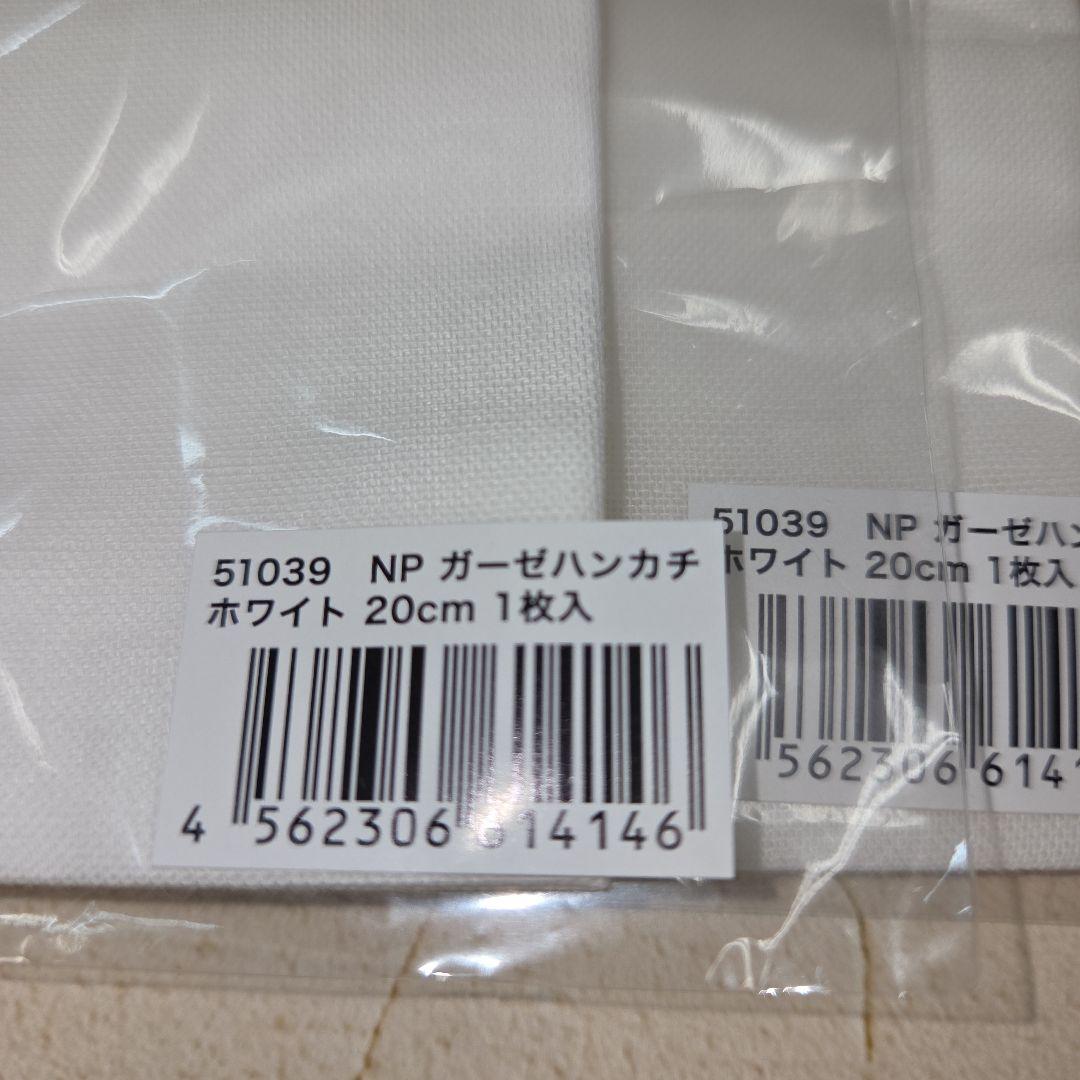 51039 NP ガーゼハンカチ
ホワイト 20cm 1枚入
4 562306 614146
51039 NP ガーゼハン
ホワイト 20cm 1枚入
562306 6141